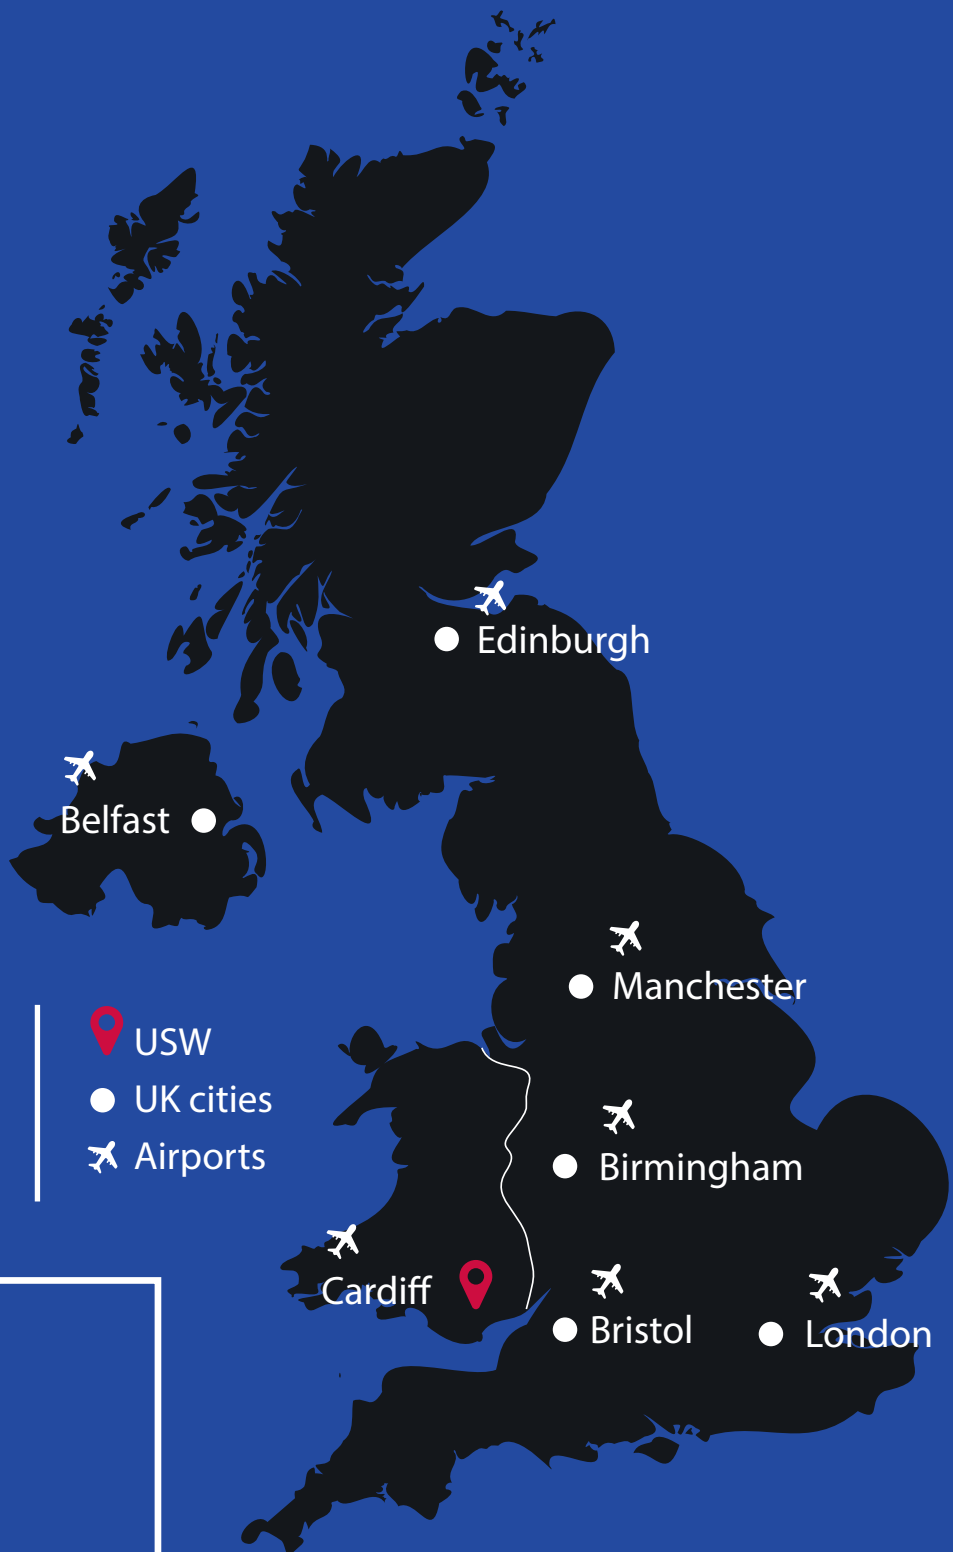 Edinburgh
Belfast
Manchester
USW
UK cities
Airports
Birmingham
Cardiff
Bristol
London